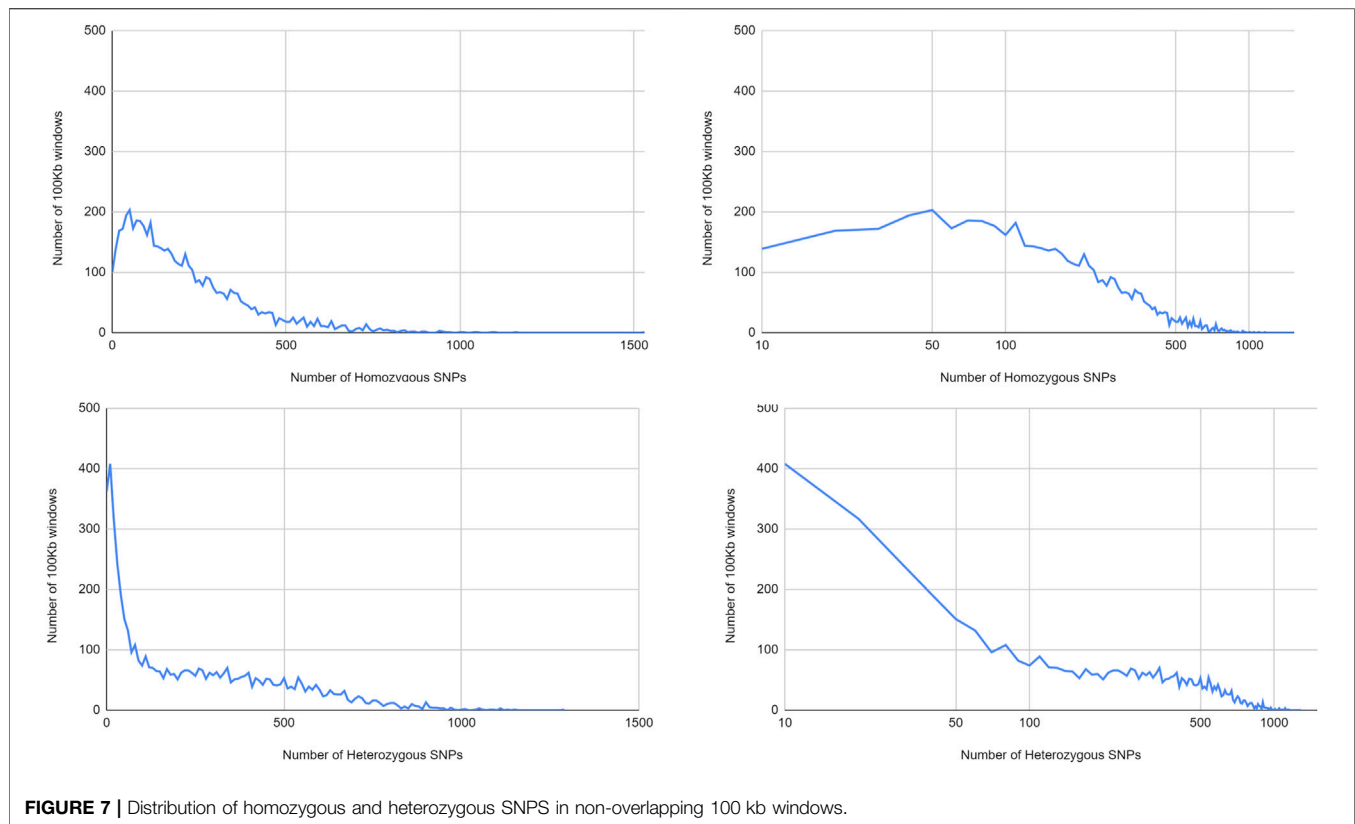 500
400
300
200
100
0
Number of 100Kb windows
0 500 1000 1500
Number of Homozygous SNPs
500
400
300
200
100
0
Number of 100Kb windows
10 50 100 500 1000
Number of Homozygous SNPs
500
400
300
200
100
0
Number of 100Kb windows
0 500 1000 1500
Number of Heterozygous SNPs
500
400
300
200
100
0
Number of 100Kb windows
10 50 100 500 1000
Number of Heterozygous SNPs
FIGURE 7 | Distribution of homozygous and heterozygous SNPS in non-overlapping 100 kb windows.